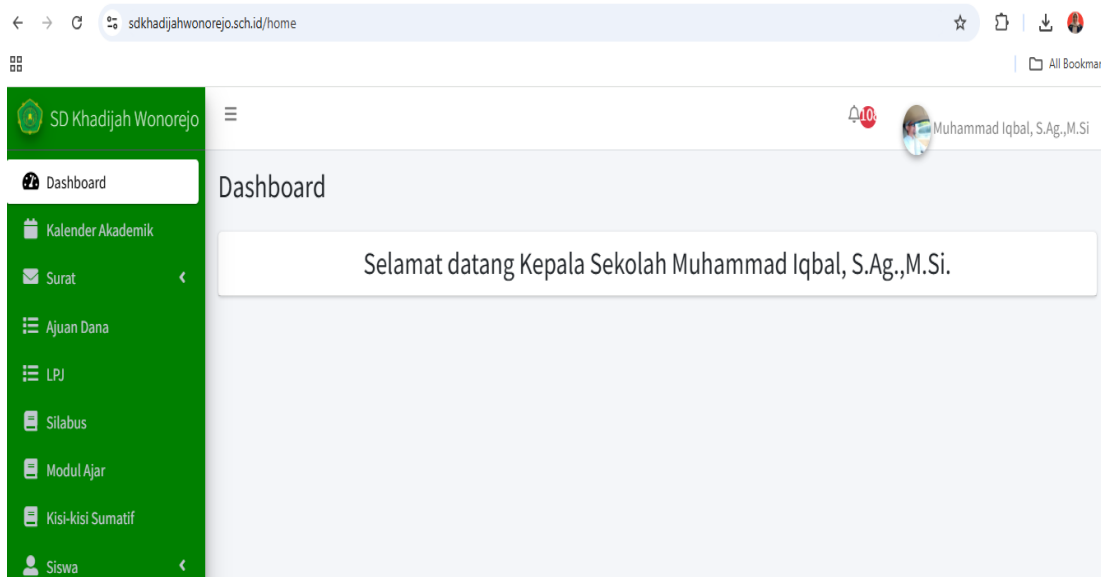 sdkhadijahwonorejo.sch.id/home
All Bookmar
SD Khadijah Wonorejo
Muhammad Iqbal, S.Ag.,M.Si
Dashboard
Dashboard
Selamat datang Kepala Sekolah Muhammad Iqbal, S.Ag.,M.Si.
Kalender Akademik
Surat
Ajuan Dana
LPJ
Silabus
Modul Ajar
Kisi-kisi Sumatif
Siswa